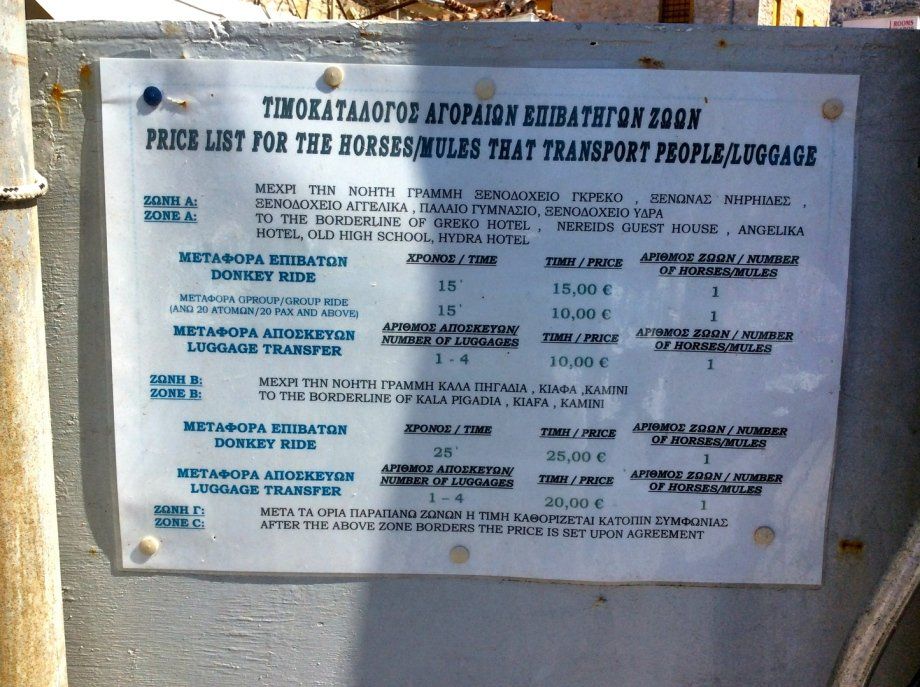 ROOMS
ΤΙΜΟΚΑΤΑΛΟΓΟΣ ΑΓΟΡΑΙΩΝ ΕΠΙΒΑΤΗΓΩΝ ΖΩΩΝ
PRICE LIST FOR THE HORSES/MULES THAT TRANSPORT PEOPLE/LUGGAGE
ΖΩΝΗ Α: ΜΕΧΡΙ ΤΗΝ ΝΟΗΤΗ ΓΡΑΜΜΗ ΞΕΝΟΔΟΧΕΙΟ ΓΚΡΕΚΟ , ΞΕΝΩΝΑΣ ΝΗΡΗΙΔΕΣ ,
ΞΕΝΟΔΟΧΕΙΟ ΑΓΓΕΛΙΚΑ , ΠΑΛΑΙΟ ΓΥΜΝΑΣΙΟ, ΞΕΝΟΔΟΧΕΙΟ ΥΔΡΑ
ZONE A: TO THE BORDERLINE OF GREKO HOTEL , NEREIDS GUEST HOUSE , ANGELIKA
HOTEL, OLD HIGH SCHOOL, HYDRA HOTEL
ΜΕΤΑΦΟΡΑ ΕΠΙΒΑΤΩΝ ΧΡΟΝΟΣ / TIME ΤΙΜΗ / PRICE ΑΡΙΘΜΟΣ ΖΩΩΝ / NUMBER
DONKEY RIDE OF HORSES/MULES
15' 15,00 € 1
ΜΕΤΑΦΟΡΑ GPROUP/GROUP RIDE 15' 10,00 € 1
(ΑΝΩ 20 ΑΤΟΜΩΝ/20 PAX AND ABOVE)
ΜΕΤΑΦΟΡΑ ΑΠΟΣΚΕΥΩΝ ΑΡΙΘΜΟΣ ΑΠΟΣΚΕΥΩΝ/ ΤΙΜΗ / PRICE ΑΡΙΘΜΟΣ ΖΩΩΝ / NUMBER
LUGGAGE TRANSFER NUMBER OF LUGGAGES OF HORSES/MULES
1 - 4 10,00 € 1
ΖΩΝΗ Β: ΜΕΧΡΙ ΤΗΝ ΝΟΗΤΗ ΓΡΑΜΜΗ ΚΑΛΑ ΠΗΓΑΔΙΑ , ΚΙΑΦΑ ,ΚΑΜΙΝΙ
ZONE B: TO THE BORDERLINE OF KALA PIGADIA , KIAFA , KAMINI
ΜΕΤΑΦΟΡΑ ΕΠΙΒΑΤΩΝ ΧΡΟΝΟΣ / TIME ΤΙΜΗ / PRICE ΑΡΙΘΜΟΣ ΖΩΩΝ / NUMBER
DONKEY RIDE OF HORSES/MULES
25' 25,00 € 1
ΜΕΤΑΦΟΡΑ ΑΠΟΣΚΕΥΩΝ ΑΡΙΘΜΟΣ ΑΠΟΣΚΕΥΩΝ/ ΤΙΜΗ / PRICE ΑΡΙΘΜΟΣ ΖΩΩΝ / NUMBER
LUGGAGE TRANSFER NUMBER OF LUGGAGES OF HORSES/MULES
1 - 4 20,00 € 1
ΖΩΝΗ Γ: ΜΕΤΑ ΤΑ ΟΡΙΑ ΠΑΡΑΠΑΝΩ ΖΩΝΩΝ Η ΤΙΜΗ ΚΑΘΟΡΙΖΕΤΑΙ ΚΑΤΟΠΙΝ ΣΥΜΦΩΝΙΑΣ
ZONE C: AFTER THE ABOVE ZONE BORDERS THE PRICE IS SET UPON AGREEMENT